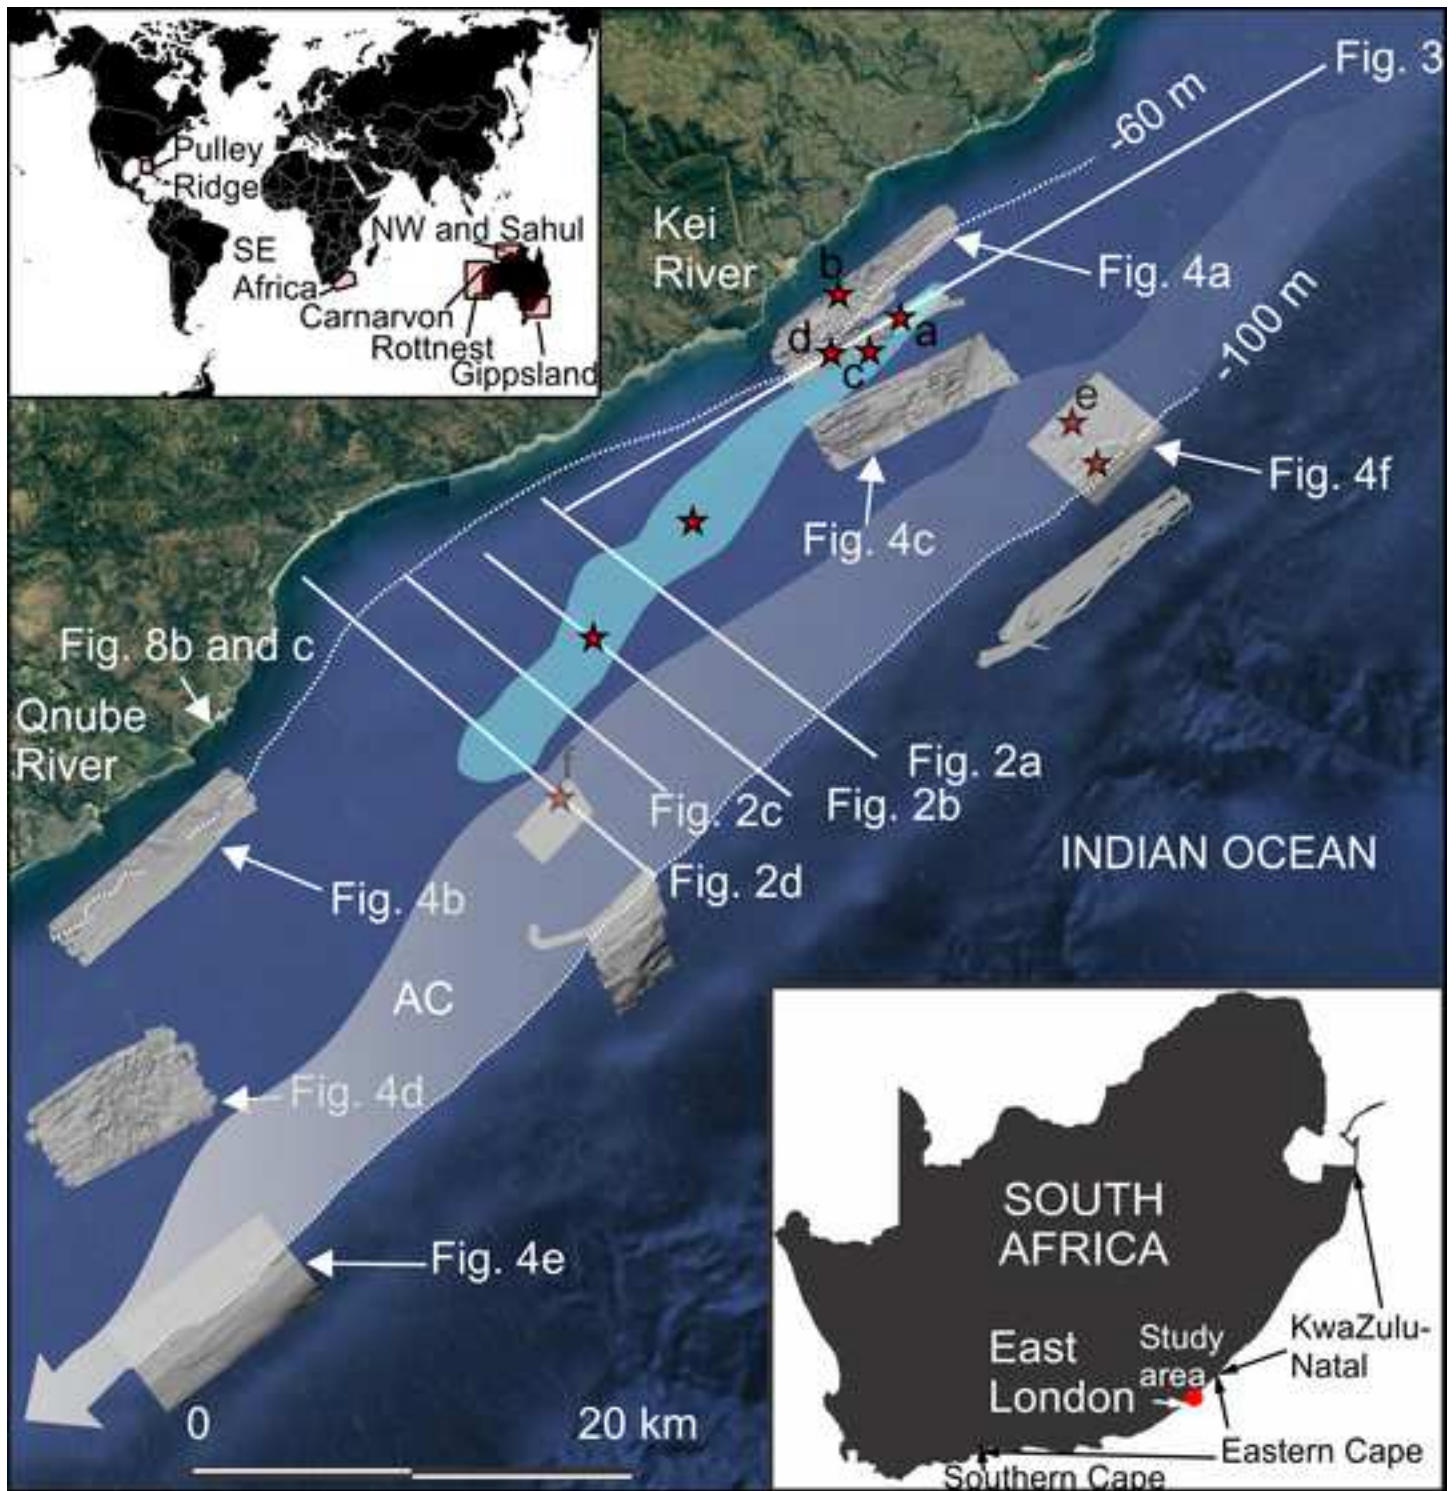 Fig. 3
-60 m
Pulley
Ridge
NW and Sahul
SE
Africa
Carnarvon
Rottnest
Gippsland
Kei
River
b
Fig. 4a
a
d
c
-100 m
e
Fig. 4f
Fig. 4c
Fig. 8b and c
Qnube
River
f
Fig. 2a
Fig. 2c
Fig. 2b
INDIAN OCEAN
Fig. 2d
Fig. 4b
AC
Fig. 4d
SOUTH
AFRICA
Fig. 4e
KwaZulu-
Natal
Study
area
East
London
0
20 km
Eastern Cape
Southern Cape